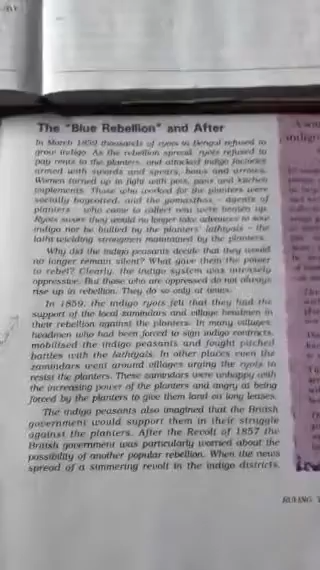 The "Blue Rebellion" and After
In March 1859 thousands of ryots in Bengal refused to
grow indigo. As the rebellion spread, ryots refused to
pay rents to the planters, and attacked indigo factories
armed with swords and spears, bows and arrows.
Women turned up to fight with pots, pans and kitchen
implements. Those who worked for the planters were
socially boycotted, and the gomasthas – agents of
planters – who came to collect rent were beaten up.
Ryots swore they would no longer take advances to sow
indigo nor be bullied by the planters' lathiyals – the
lathi-wielding strongmen maintained by the planters.
Why did the indigo peasants decide that they would
no longer remain silent? What gave them the power
to rebel? Clearly, the indigo system was intensely
oppressive. But those who are oppressed do not always
rise up in rebellion. They do so only at times.
In 1859, the indigo ryots felt that they had the
support of the local zamindars and village headmen in
their rebellion against the planters. In many villages,
headmen who had been forced to sign indigo contracts,
mobilised the indigo peasants and fought pitched
battles with the lathiyals. In other places even the
zamindars went around villages urging the ryots to
resist the planters. These zamindars were unhappy with
the increasing power of the planters and angry at being
forced by the planters to give them land on long leases.
The indigo peasants also imagined that the British
government would support them in their struggle
against the planters. After the Revolt of 1857 the
British government was particularly worried about the
possibility of another popular rebellion. When the news
spread of a simmering revolt in the indigo districts,
RULING